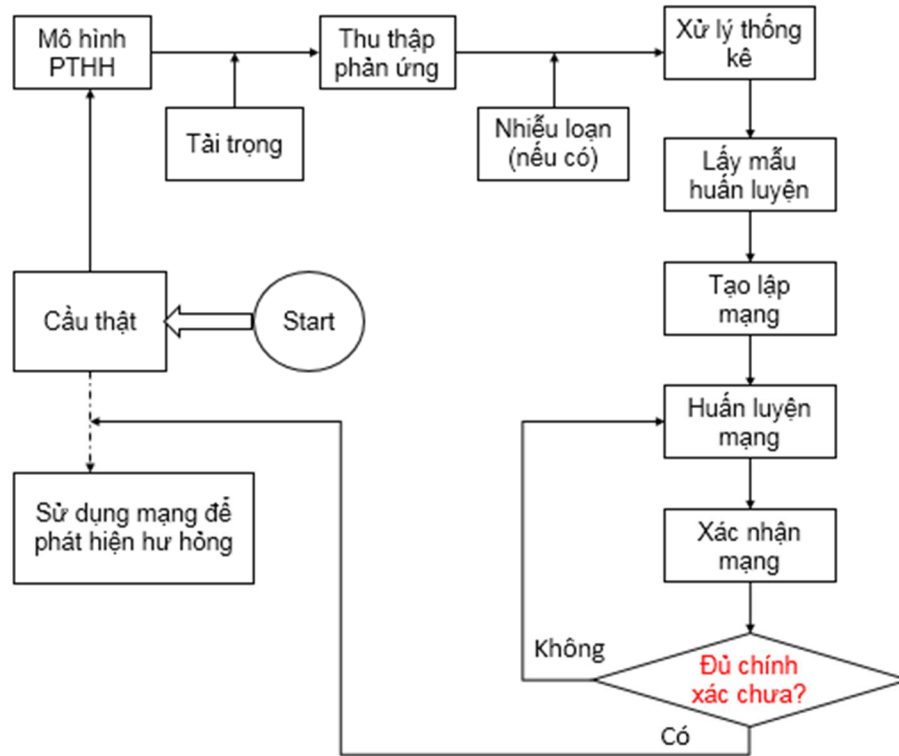 Mô hình
PTHH
Thu thập
phản ứng
Xử lý thống
kê
Tải trọng
Nhiễu loạn
(nếu có)
Lấy mẫu
huấn luyện
Cầu thật
Start
Tạo lập
mạng
Huấn luyện
mạng
Sử dụng mạng để
phát hiện hư hỏng
Xác nhận
mạng
Không
Đủ chính
xác chưa?
Có